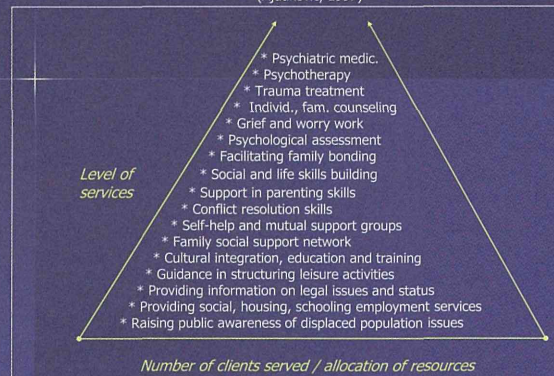 * Psychiatric medic.
* Psychotherapy
* Trauma treatment
* Individ., fam. counseling
* Grief and worry work
* Psychological assessment
* Facilitating family bonding
* Social and life skills building
* Support in parenting skills
* Conflict resolution skills
* Self-help and mutual support groups
* Family social support network
* Cultural integration, education and training
* Guidance in structuring leisure activities
* Providing information on legal issues and status
* Providing social, housing, schooling employment services
* Raising public awareness of displaced population issues
Level of
services
Number of clients served / allocation of resources